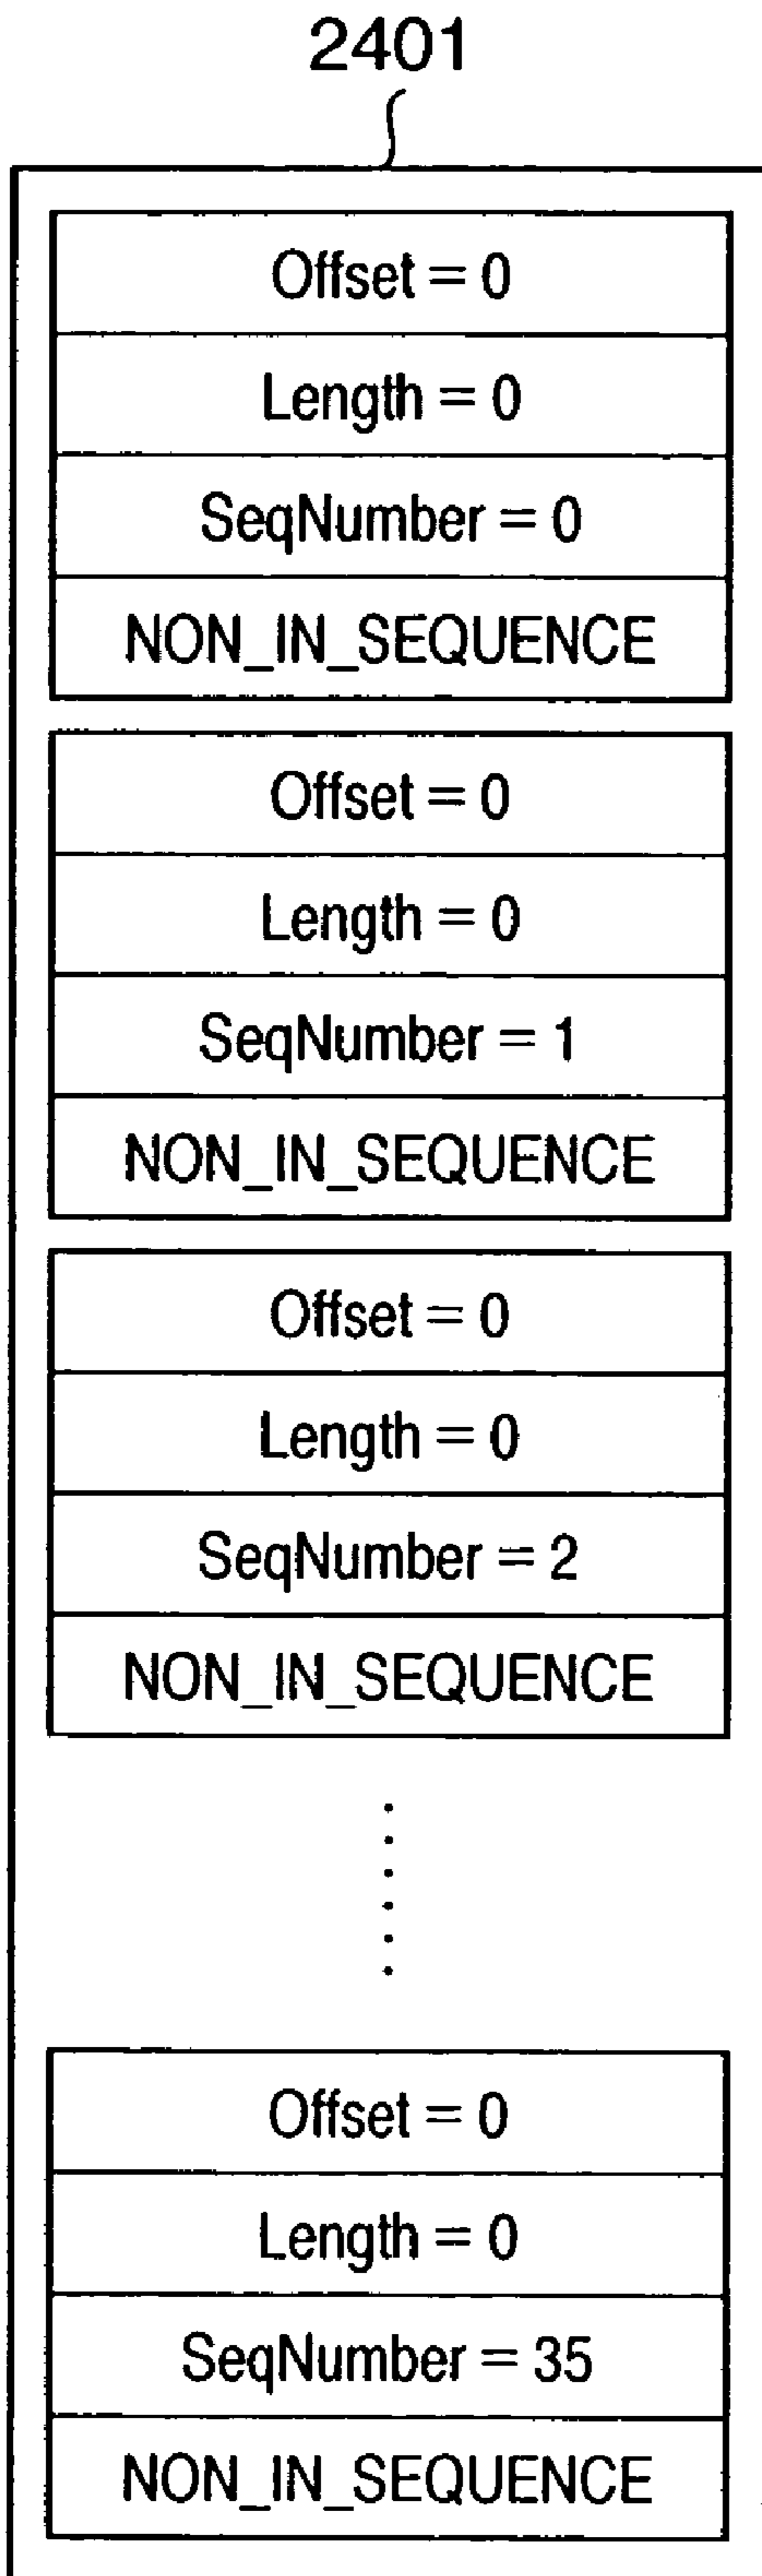 2401
Offset = 0
Length = 0
SeqNumber = 0
NON_IN_SEQUENCE
Offset = 0
Length = 0
SeqNumber = 1
NON_IN_SEQUENCE
Offset = 0
Length = 0
SeqNumber = 2
NON_IN_SEQUENCE
Offset = 0
Length = 0
SeqNumber = 35
NON_IN_SEQUENCE